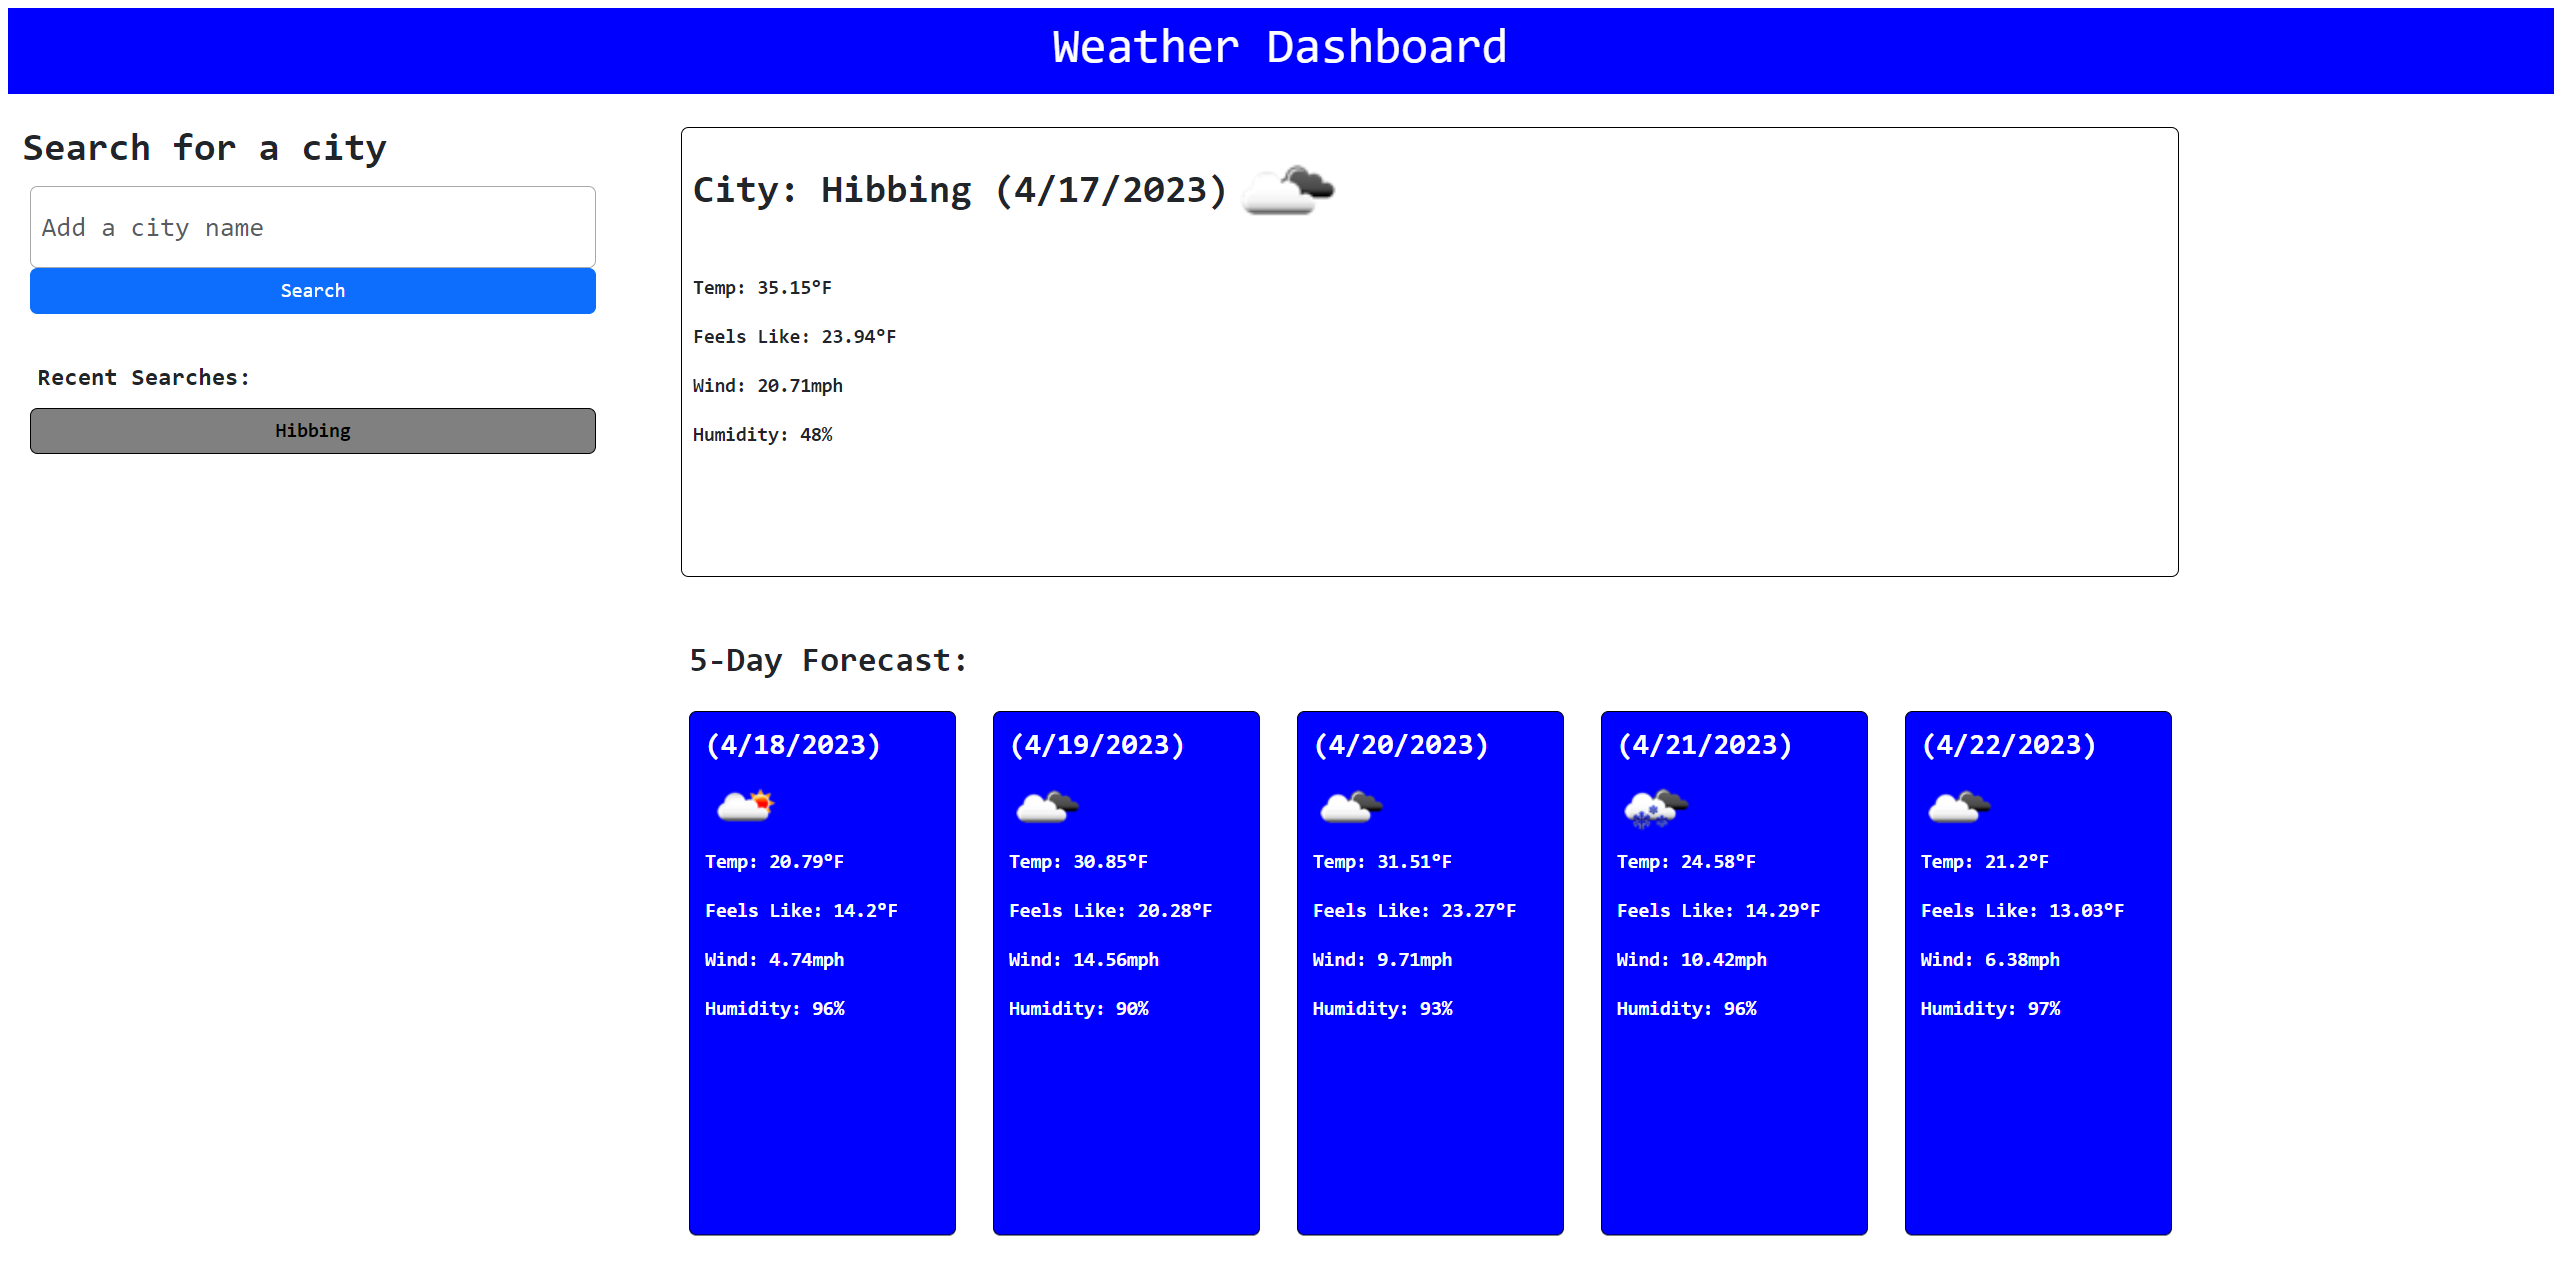 Weather Dashboard
Search for a city
Add a city name
Search
Recent Searches:
Hibbing
City: Hibbing (4/17/2023)
Temp: 35.15°F
Feels Like: 23.94°F
Wind: 20.71mph
Humidity: 48%
5-Day Forecast:
(4/18/2023)
Temp: 20.79°F
Feels Like: 14.2°F
Wind: 4.74mph
Humidity: 96%
(4/19/2023)
Temp: 30.85°F
Feels Like: 20.28°F
Wind: 14.56mph
Humidity: 90%
(4/20/2023)
Temp: 31.51°F
Feels Like: 23.27°F
Wind: 9.71mph
Humidity: 93%
(4/21/2023)
Temp: 24.58°F
Feels Like: 14.29°F
Wind: 10.42mph
Humidity: 96%
(4/22/2023)
Temp: 21.2°F
Feels Like: 13.03°F
Wind: 6.38mph
Humidity: 97%